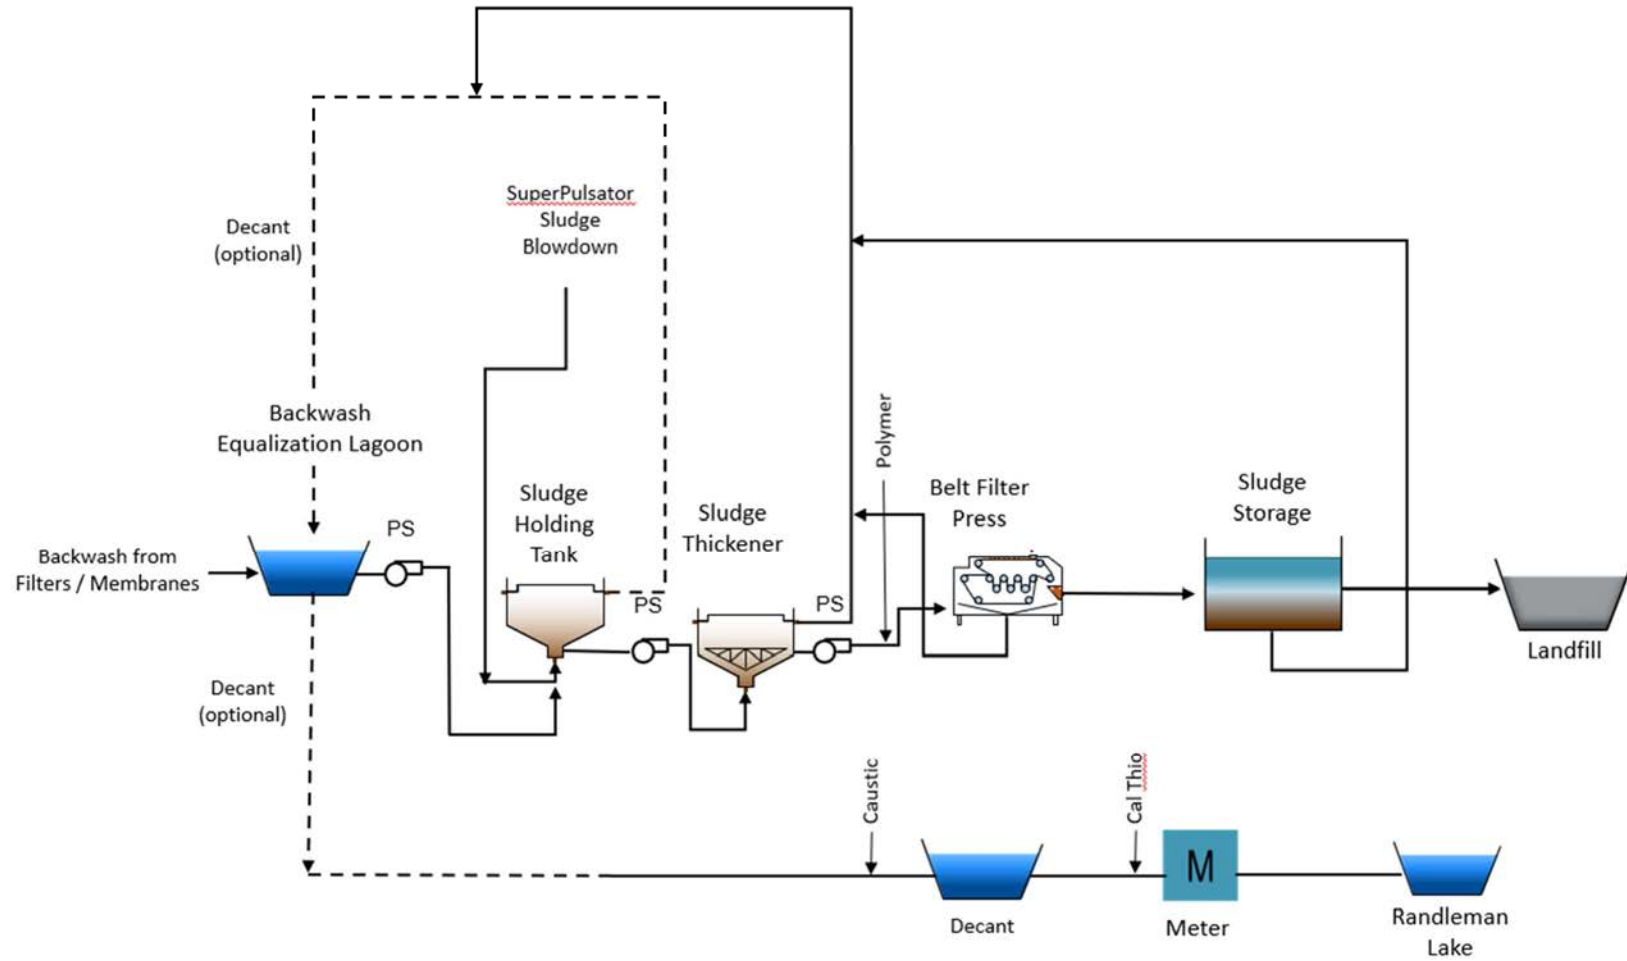 SuperPulsator
Sludge
Blowdown
Decant
(optional)
Backwash
Equalization Lagoon
Polymer
Belt Filter
Press
Sludge
Storage
Sludge
Holding
Tank
Sludge
Thickener
PS
Backwash from
Filters / Membranes
PS
PS
Landfill
Decant
(optional)
Caustic
Cal Thio
M
Decant
Meter
Randleman
Lake